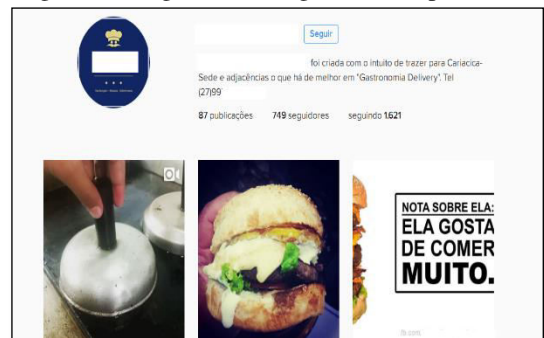 Seguir
foi criada com o intuito de trazer para Cariacica-
Sede e adjacências o que há de melhor em "Gastronomia Delivery". Tel
(27)99
87 publicações 749 seguidores seguindo 1.621
NOTA SOBRE ELA:
ELA GOSTA
DE COMER
MUITO.